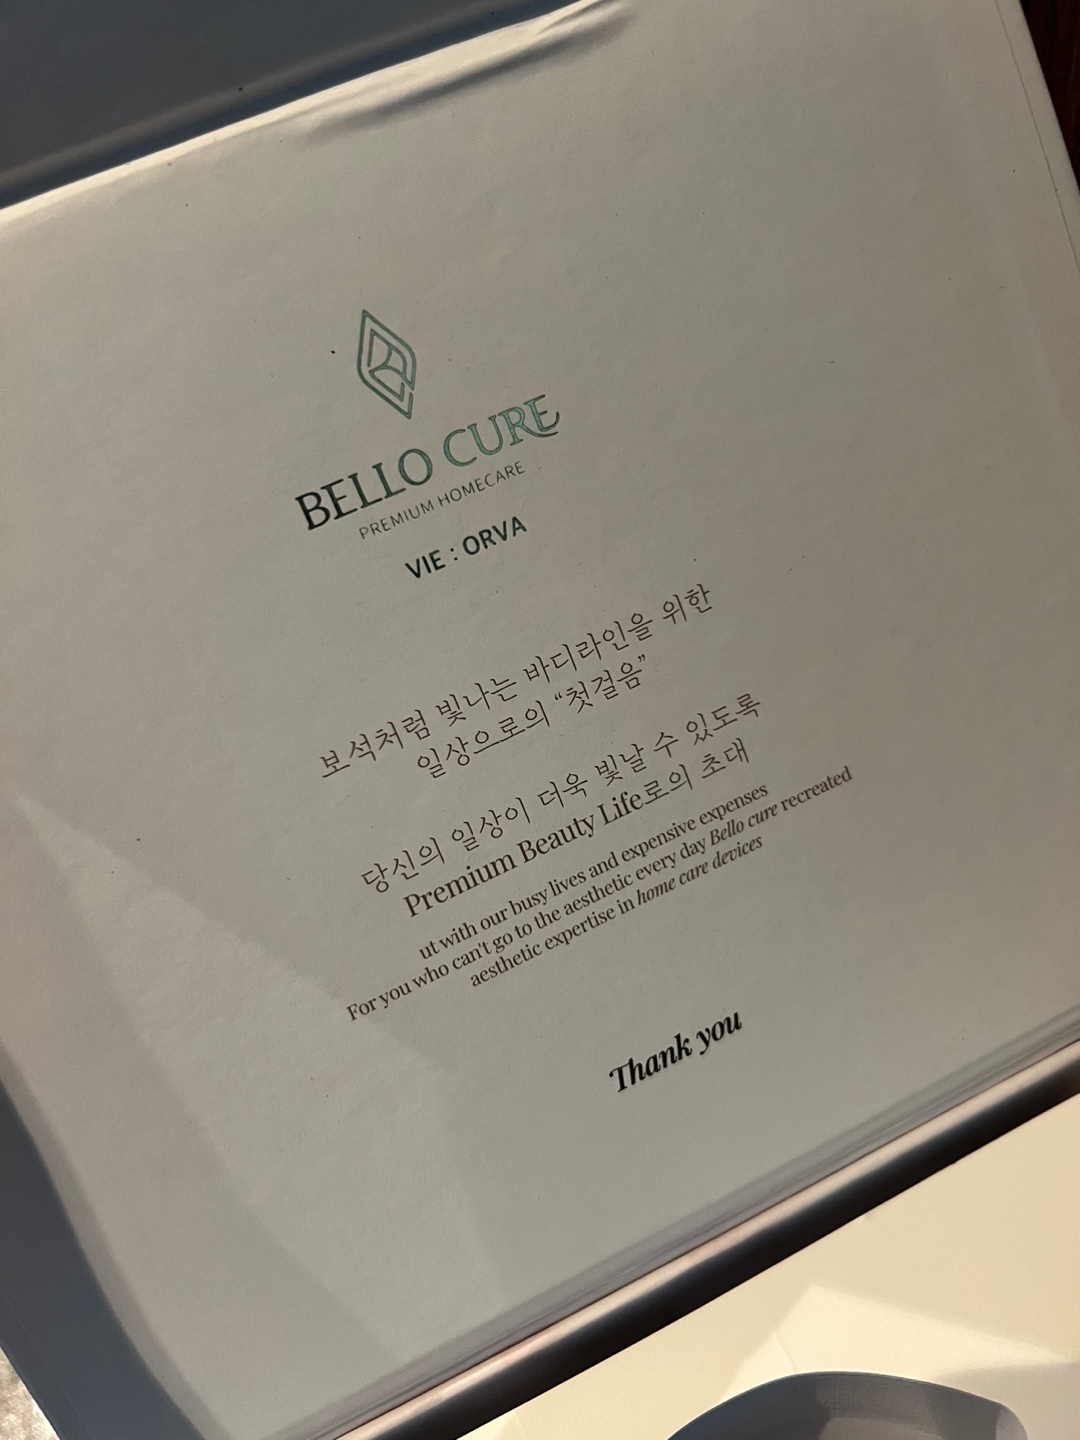 BELLO CURE
PREMIUM HOMECARE
VIE : ORVA
보석처럼 빛나는 바디라인을 위한
일상으로의 “첫걸음”
당신의 일상이 더욱 빛날 수 있도록
Premium Beauty Life로의 초대
ut with our busy lives and expensive expenses
For you who can't go to the aesthetic every day Bello cure recreated
aesthetic expertise in home care devices
Thank you